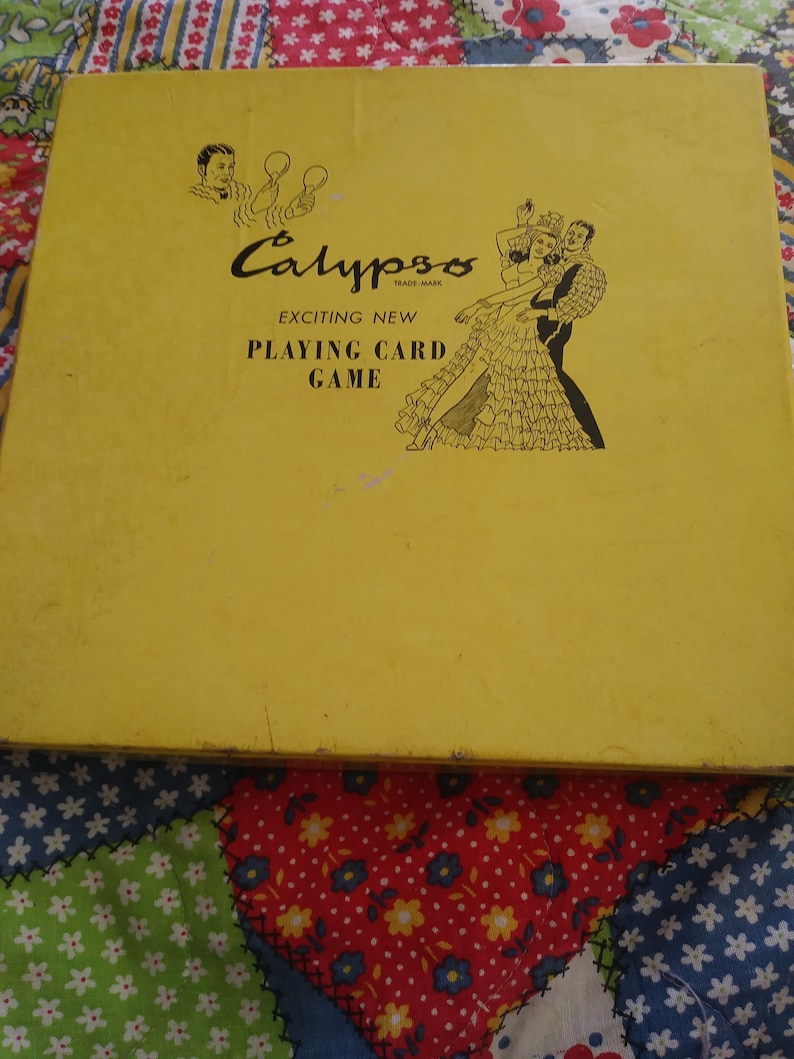 Calypso
TRADE-MARK
EXCITING NEW
PLAYING CARD
GAME